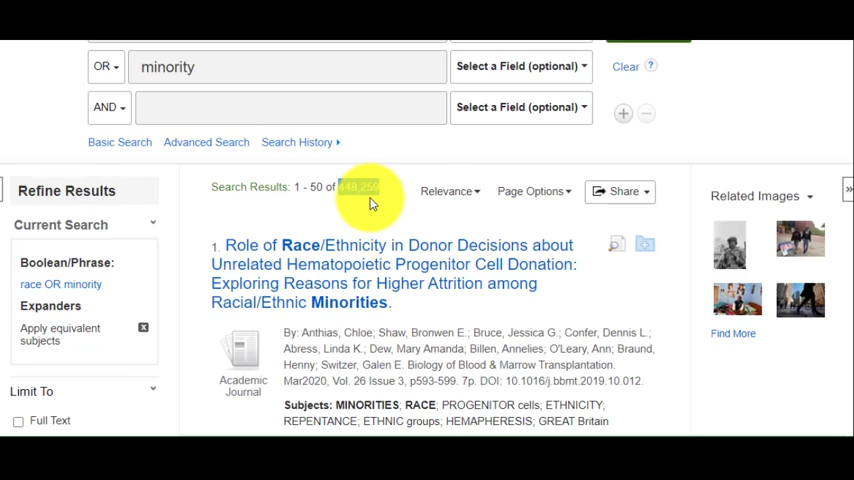 OR
minority
Select a Field (optional)
Clear ?
AND
Select a Field (optional)
Basic Search Advanced Search Search History
Refine Results
Search Results: 1 - 50 of 448,259
Relevance Page Options Share
Related Images
Current Search
Boolean/Phrase:
race OR minority
Expanders
Apply equivalent
subjects
Limit To
Full Text
1. Role of Race/Ethnicity in Donor Decisions about
Unrelated Hematopoietic Progenitor Cell Donation:
Exploring Reasons for Higher Attrition among
Racial/Ethnic Minorities.
Academic
Journal
By: Anthias, Chloe; Shaw, Bronwen E.; Bruce, Jessica G.; Confer, Dennis L.;
Abress, Linda K.; Dew, Mary Amanda; Billen, Annelies; O'Leary, Ann; Braund,
Henny; Switzer, Galen E. Biology of Blood & Marrow Transplantation.
Mar2020, Vol. 26 Issue 3, p593-599. 7p. DOI: 10.1016/j.bbmt.2019.10.012.
Subjects: MINORITIES; RACE; PROGENITOR cells; ETHNICITY;
REPENTANCE; ETHNIC groups; HEMAPHERESIS; GREAT Britain
Find More